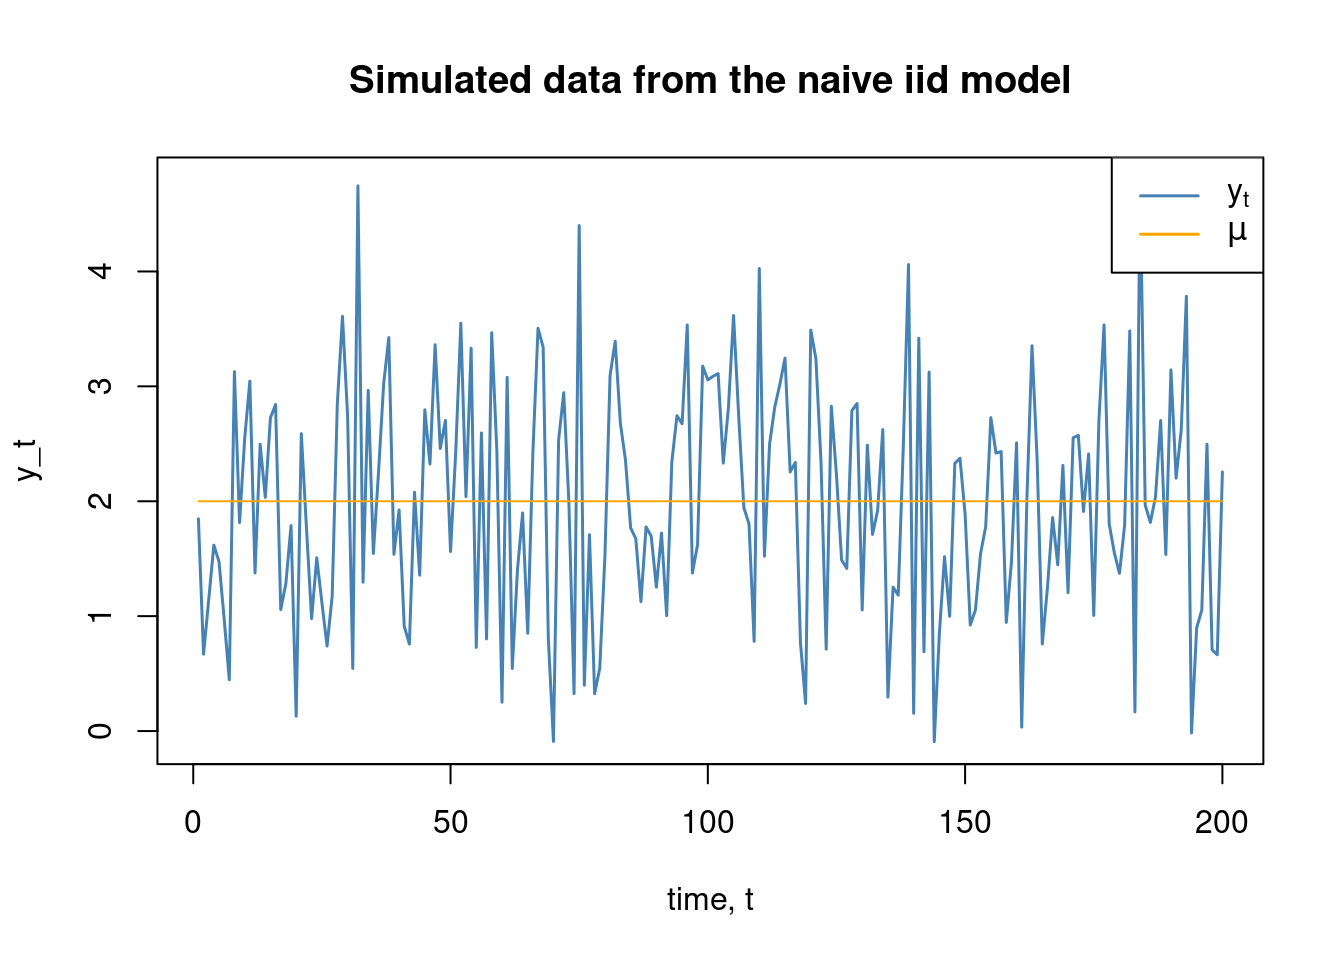 Simulated data from the naive iid model
y_t
y_t
μ
4
3
2
1
0
0 50 100 150 200
time, t